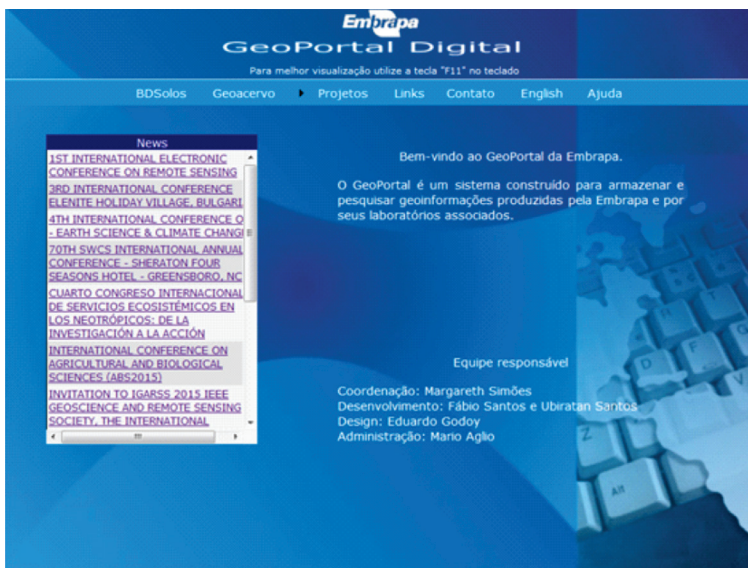 Embrapa
GeoPortal Digital
Para melhor visualização utilize a tecla "F11" no teclado
BDSolos Geoacervo Projetos Links Contato English Ajuda
News
1ST INTERNATIONAL ELECTRONIC
CONFERENCE ON REMOTE SENSING
3RD INTERNATIONAL CONFERENCE
ELENITE HOLIDAY VILLAGE, BULGARI
4TH INTERNATIONAL CONFERENCE O
- EARTH SCIENCE & CLIMATE CHANG
70TH SWCS INTERNATIONAL ANNUAL
CONFERENCE - SHERATON FOUR
SEASONS HOTEL - GREENSBORO, NC
CUARTO CONGRESO INTERNACIONAL
DE SERVICIOS ECOSISTÉMICOS EN
LOS NEOTRÓPICOS: DE LA
INVESTIGACIÓN A LA ACCIÓN
INTERNATIONAL CONFERENCE ON
AGRICULTURAL AND BIOLOGICAL
SCIENCES (ABS2015)
INVITATION TO IGARSS 2015 IEEE
GEOSCIENCE AND REMOTE SENSING
SOCIETY, THE INTERNATIONAL
Bem-vindo ao GeoPortal da Embrapa.
O GeoPortal é um sistema construído para armazenar e
pesquisar geoinformações produzidas pela Embrapa e por
seus laboratórios associados.
Equipe responsável
Coordenação: Margareth Simões
Desenvolvimento: Fábio Santos e Ubiratan Santos
Design: Eduardo Godoy
Administração: Mario Aglio